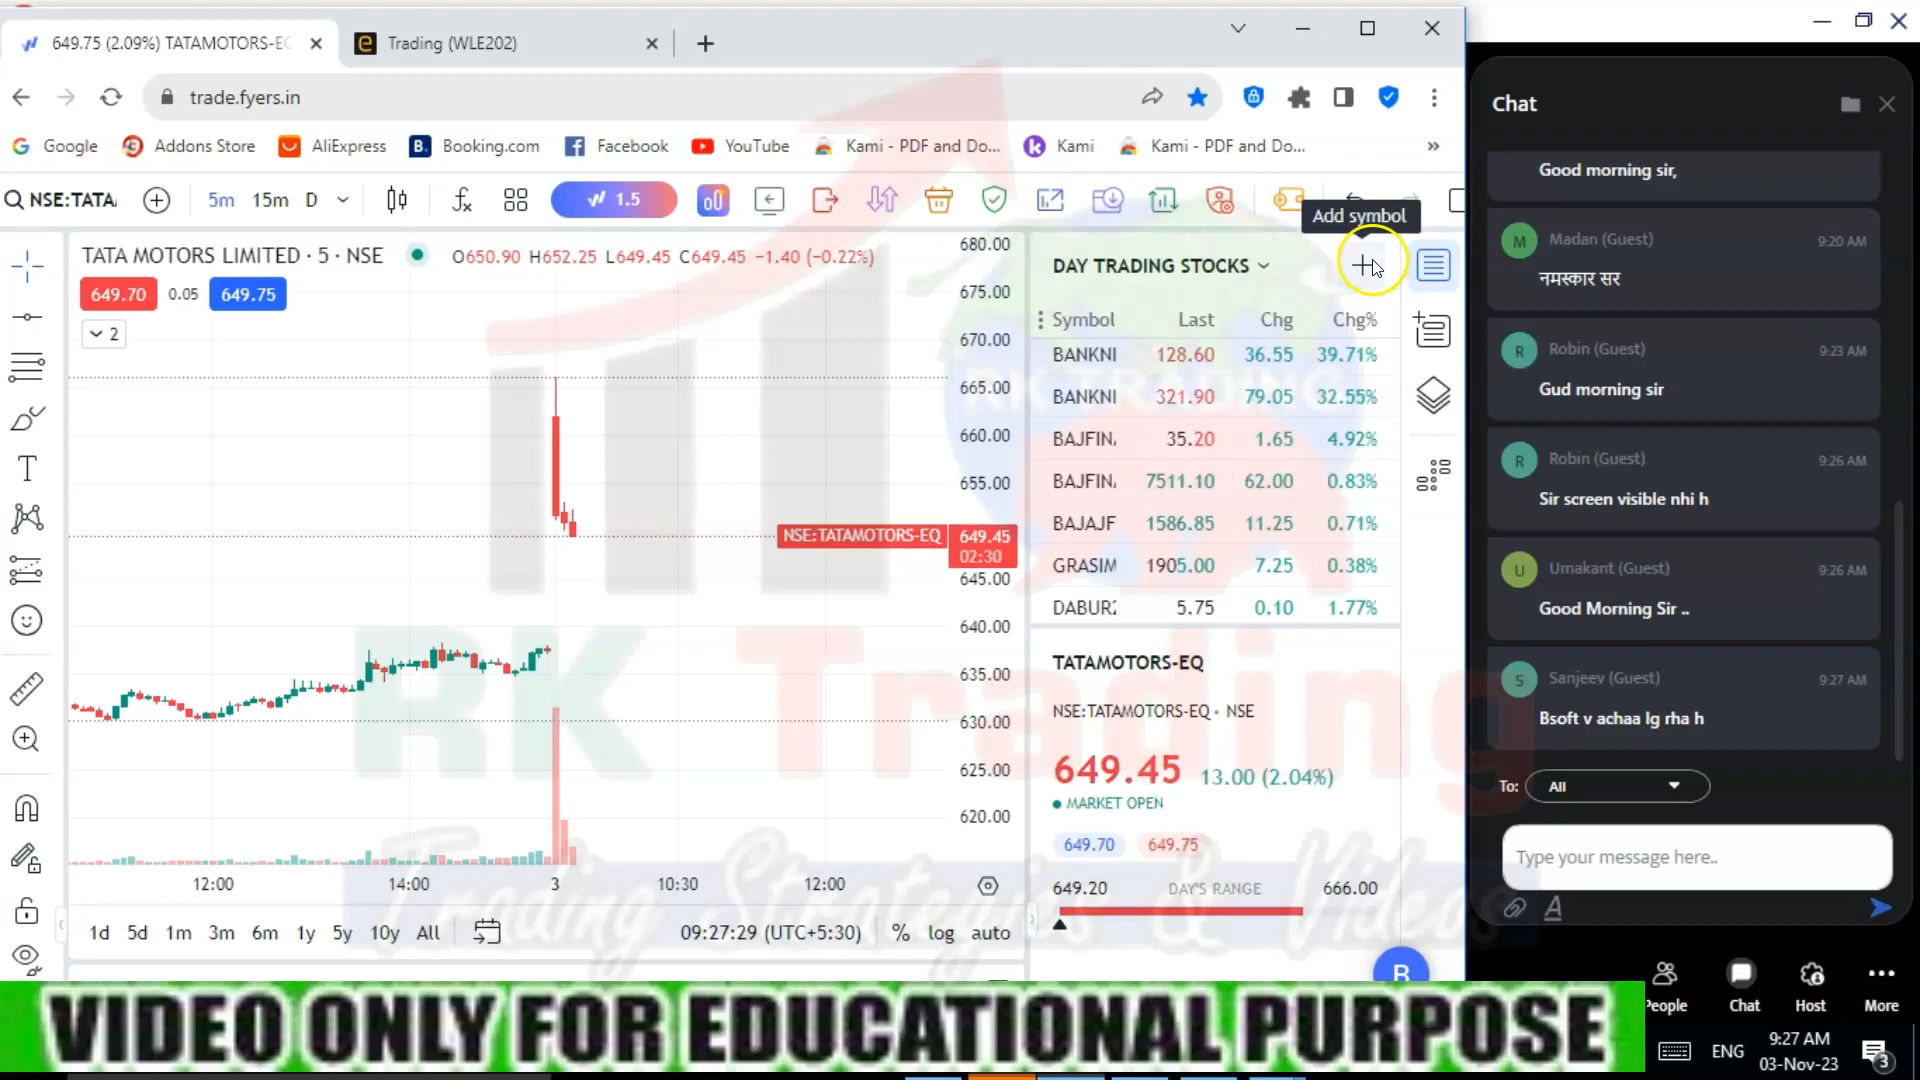 649.75 (2.09%) TATAMOTORS-EQ
Trading (WLE202)
trade.fyers.in
Google
Addons Store
AliExpress
Booking.com
Facebook
YouTube
Kami - PDF and Do...
Kami
Kami - PDF and Do...
NSE:TATA
5m 15m D
1.5
Add symbol
TATA MOTORS LIMITED · 5 · NSE
O650.90 H652.25 L649.45 C649.45 −1.40 (−0.22%)
649.70 0.05 649.75
2
680.00
675.00
670.00
665.00
660.00
655.00
NSE:TATAMOTORS-EQ 649.45
02:30
645.00
640.00
635.00
630.00
625.00
620.00
12:00 14:00 3 10:30 12:00
1d 5d 1m 3m 6m 1y 5y 10y All
09:27:29 (UTC+5:30) % log auto
DAY TRADING STOCKS
Symbol Last Chg Chg%
BANKNI 128.60 36.55 39.71%
BANKNI 321.90 79.05 32.55%
BAJFIN 35.20 1.65 4.92%
BAJFIN 7511.10 62.00 0.83%
BAJAJF 1586.85 11.25 0.71%
GRASIM 1905.00 7.25 0.38%
DABUR2 5.75 0.10 1.77%
TATAMOTORS-EQ
NSE:TATAMOTORS-EQ • NSE
649.45 13.00 (2.04%)
MARKET OPEN
649.70 649.75
649.20 DAY'S RANGE 666.00
B
RK TRADING
RK Trading
Trading Strategies & Videos
Chat
Good morning sir,
M Madan (Guest) 9:20 AM
नमस्कार सर
R Robin (Guest) 9:23 AM
Gud morning sir
R Robin (Guest) 9:26 AM
Sir screen visible nhi h
U Umakant (Guest) 9:26 AM
Good Morning Sir ..
S Sanjeev (Guest) 9:27 AM
Bsoft v achaa lg rha h
To: All
Type your message here..
A
People Chat Host More
VIDEO ONLY FOR EDUCATIONAL PURPOSE
ENG
9:27 AM
03-Nov-23
3